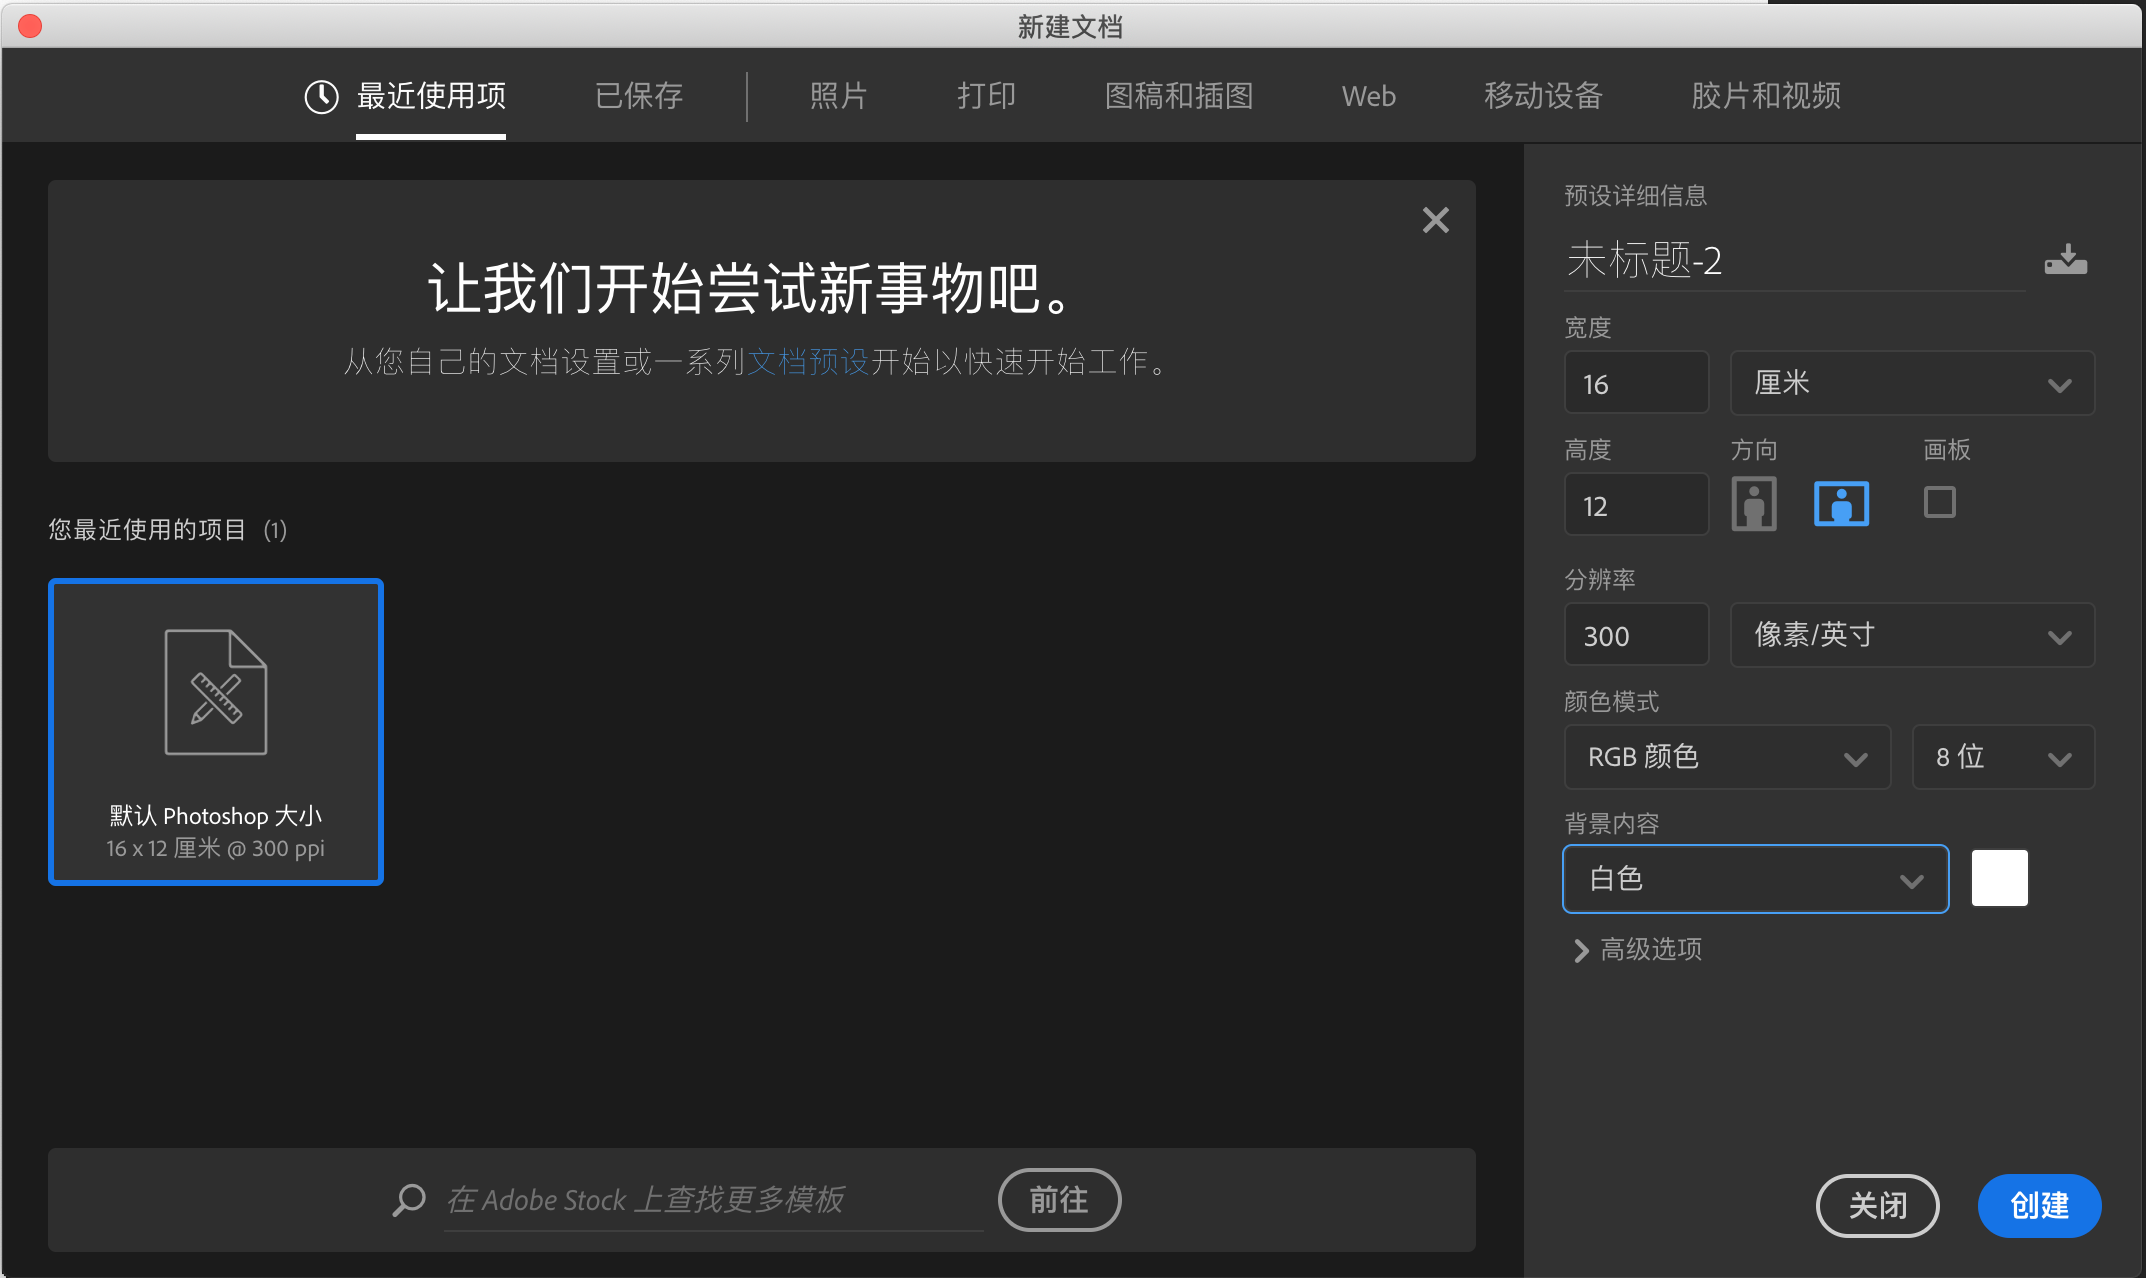 新建文档
最近使用项 已保存 照片 打印 图稿和插图 Web 移动设备 胶片和视频
让我们开始尝试新事物吧。
从您自己的文档设置或一系列文档预设开始以快速开始工作。
您最近使用的项目 (1)
默认 Photoshop 大小
16 x 12 厘米 @ 300 ppi
在 Adobe Stock 上查找更多模板 前往
预设详细信息
未标题-2
宽度
16 厘米
高度 方向 画板
12
分辨率
300 像素/英寸
颜色模式
RGB 颜色 8 位
背景内容
白色
高级选项
关闭 创建